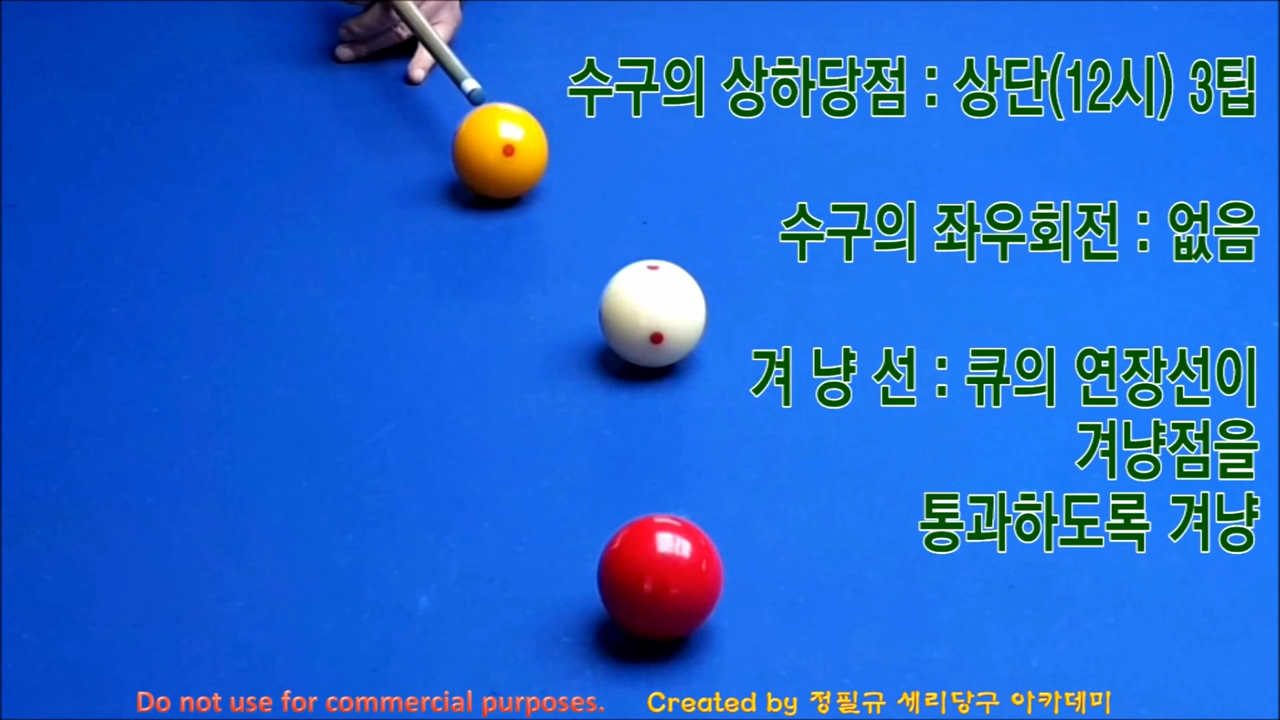 수구의 상하당점 : 상단(12시) 3팁
수구의 좌우회전 : 없음
겨 냥 선 : 큐의 연장선이
겨냥점을
통과하도록 겨냥
Do not use for commercial purposes. Created by 정필규 세리당구 아카데미